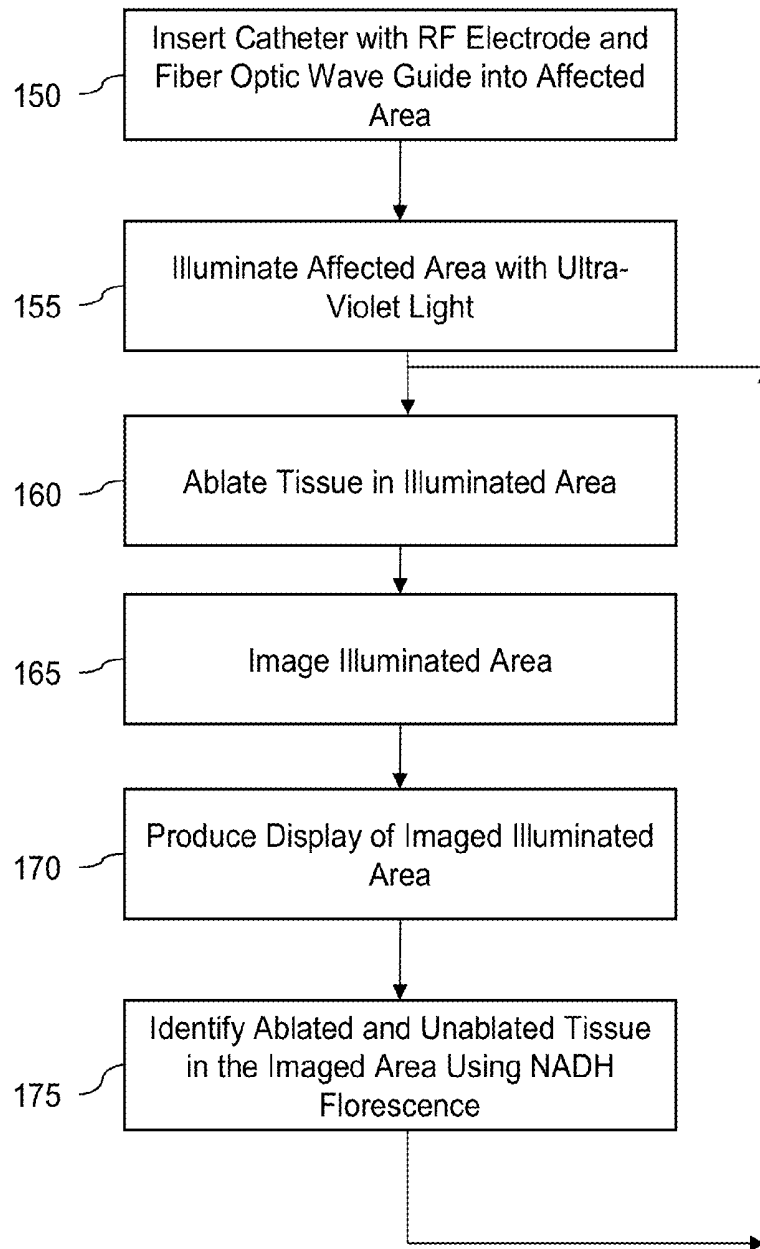 Insert Catheter with RF Electrode and
Fiber Optic Wave Guide into Affected
Area
150
Illuminate Affected Area with Ultra-
Violet Light
155
Ablate Tissue in Illuminated Area
160
Image Illuminated Area
165
Produce Display of Imaged Illuminated
Area
170
Identify Ablated and Unablated Tissue
in the Imaged Area Using NADH
Florescence
175